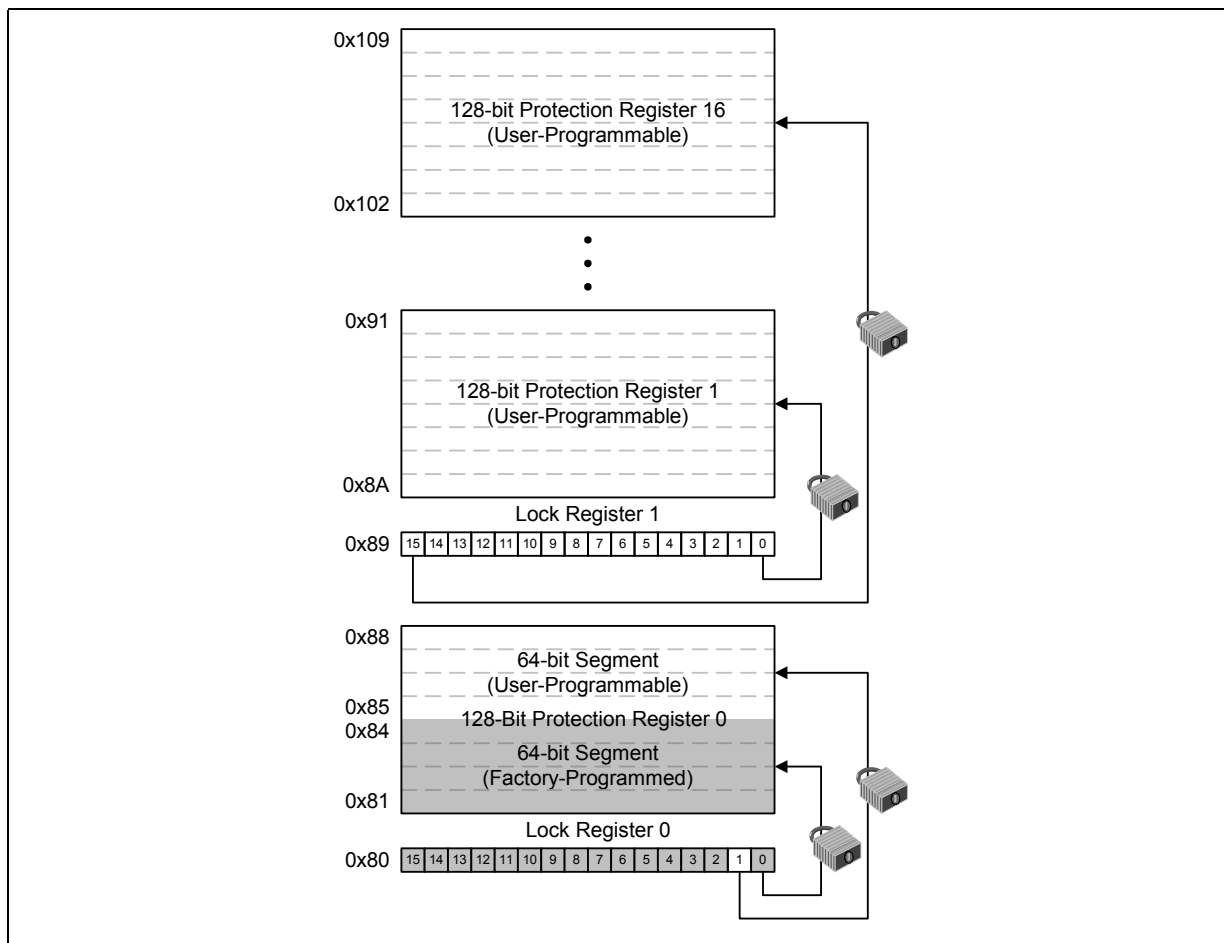 0x109
128-bit Protection Register 16
(User-Programmable)
0x102
0x91
128-bit Protection Register 1
(User-Programmable)
0x8A
Lock Register 1
0x89 15 14 13 12 11 10 9 8 7 6 5 4 3 2 1 0
0x88
64-bit Segment
(User-Programmable)
0x85
128-Bit Protection Register 0
0x84
64-bit Segment
(Factory-Programmed)
0x81
Lock Register 0
0x80 15 14 13 12 11 10 9 8 7 6 5 4 3 2 1 0